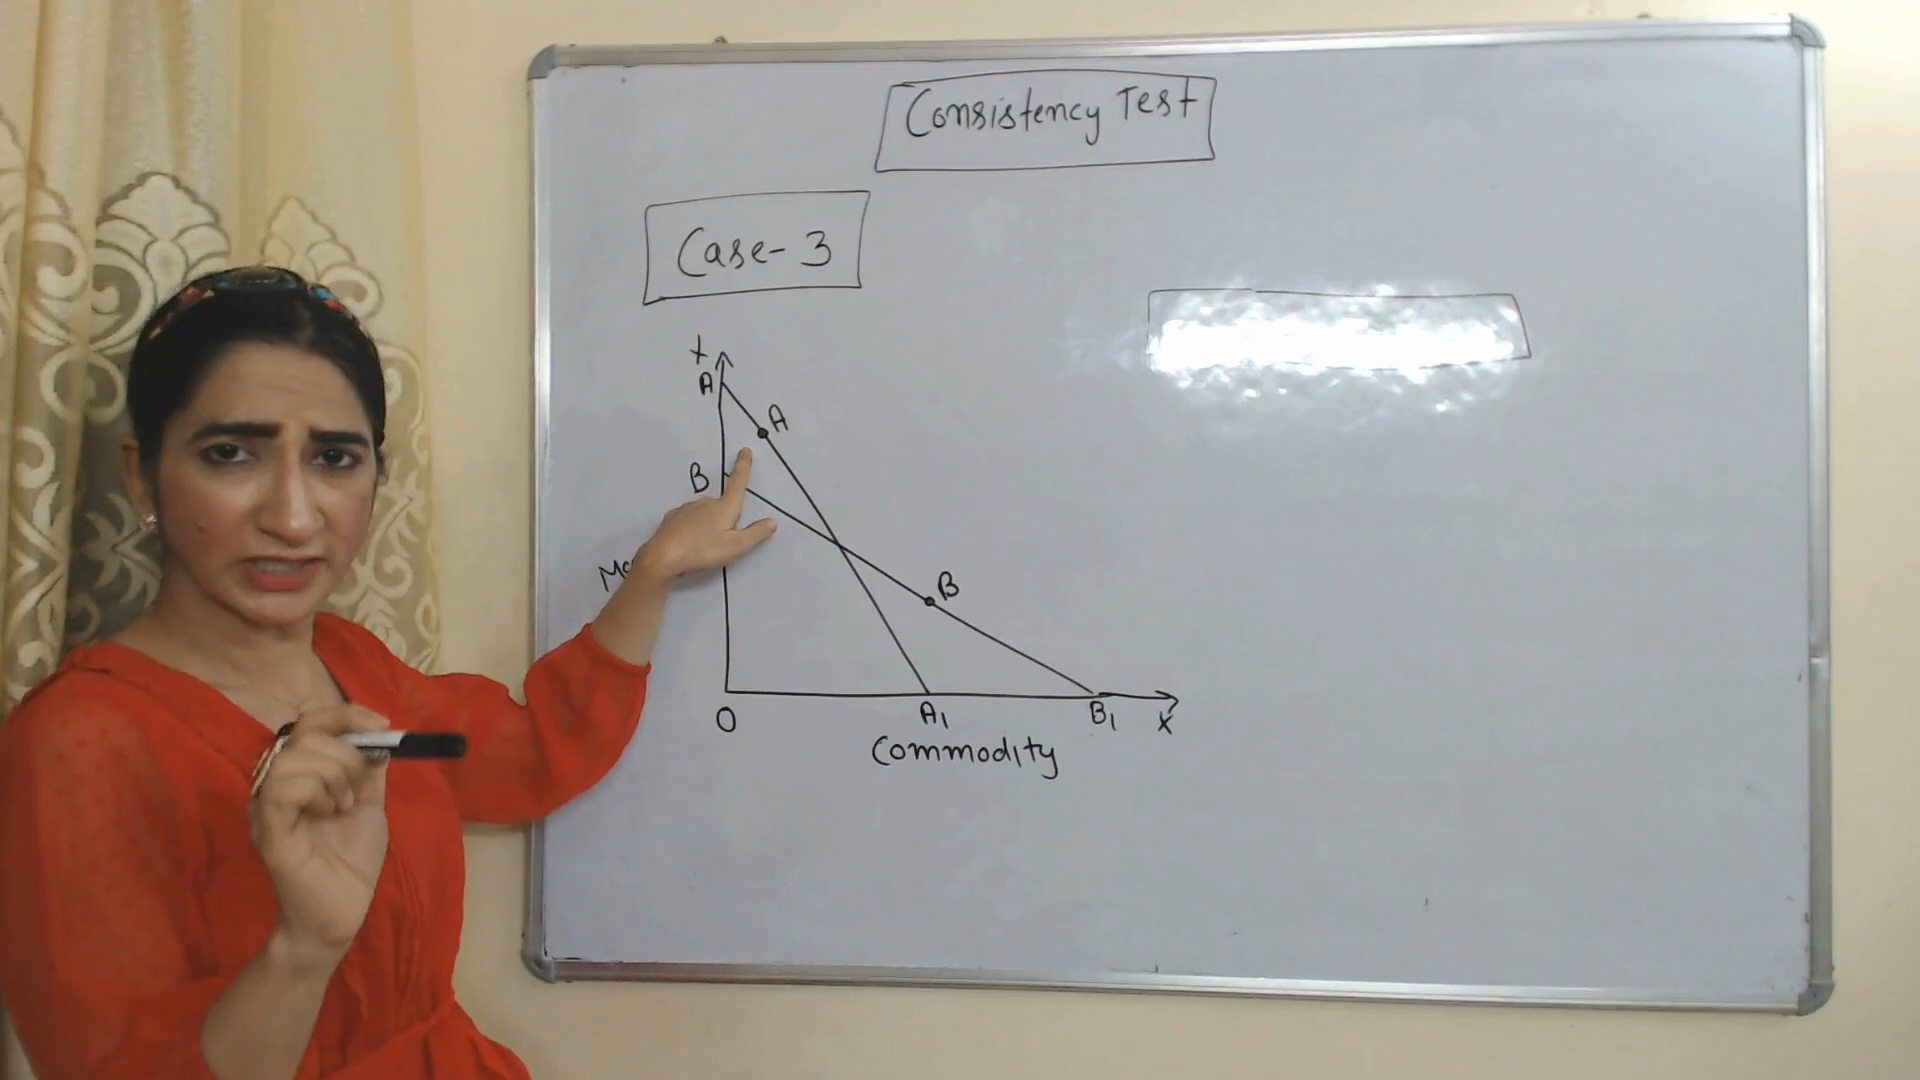 Consistency Test
Case-3
A
A
B
B
O
A₁
B₁
X
Commodity